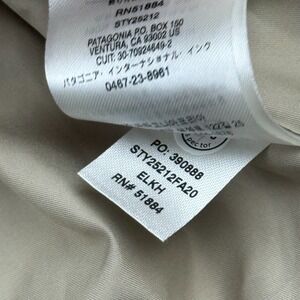 RN51884
STY25212
PATAGONIA PO. BOX 150
VENTURA, CA 93002 US
CUIT: 30-70924649-2
パタゴニア・インターナショナル・インク
0467-23-8961
PO: 390888
STY25212FA20
ELKH
RN# 51884